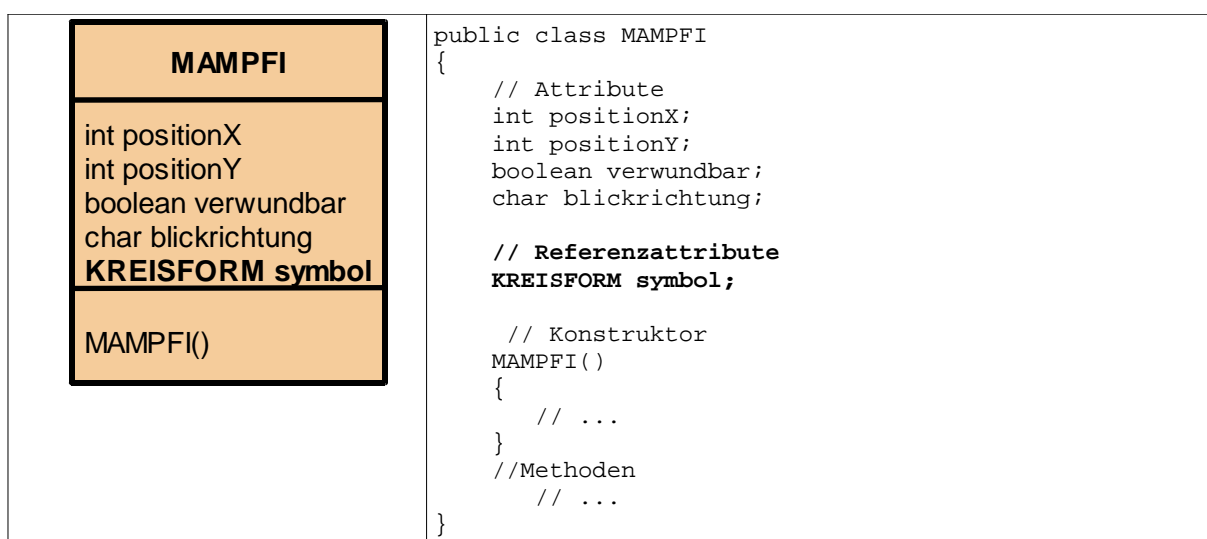 MAMPFI
int positionX
int positionY
boolean verwundbar
char blickrichtung
KREISFORM symbol
MAMPFI()
public class MAMPFI
{
// Attribute
int positionX;
int positionY;
boolean verwundbar;
char blickrichtung;
// Referenzattribute
KREISFORM symbol;
// Konstruktor
MAMPFI()
{
// ...
}
//Methoden
// ...
}